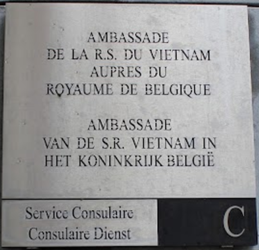 AMBASSADE
DE LA R.S. DU VIETNAM
AUPRES DU
ROYAUME DE BELGIQUE
AMBASSADE
VAN DE S.R. VIETNAM IN
HET KONINKRIJK BELGIË
Service Consulaire
Consulaire Dienst
C